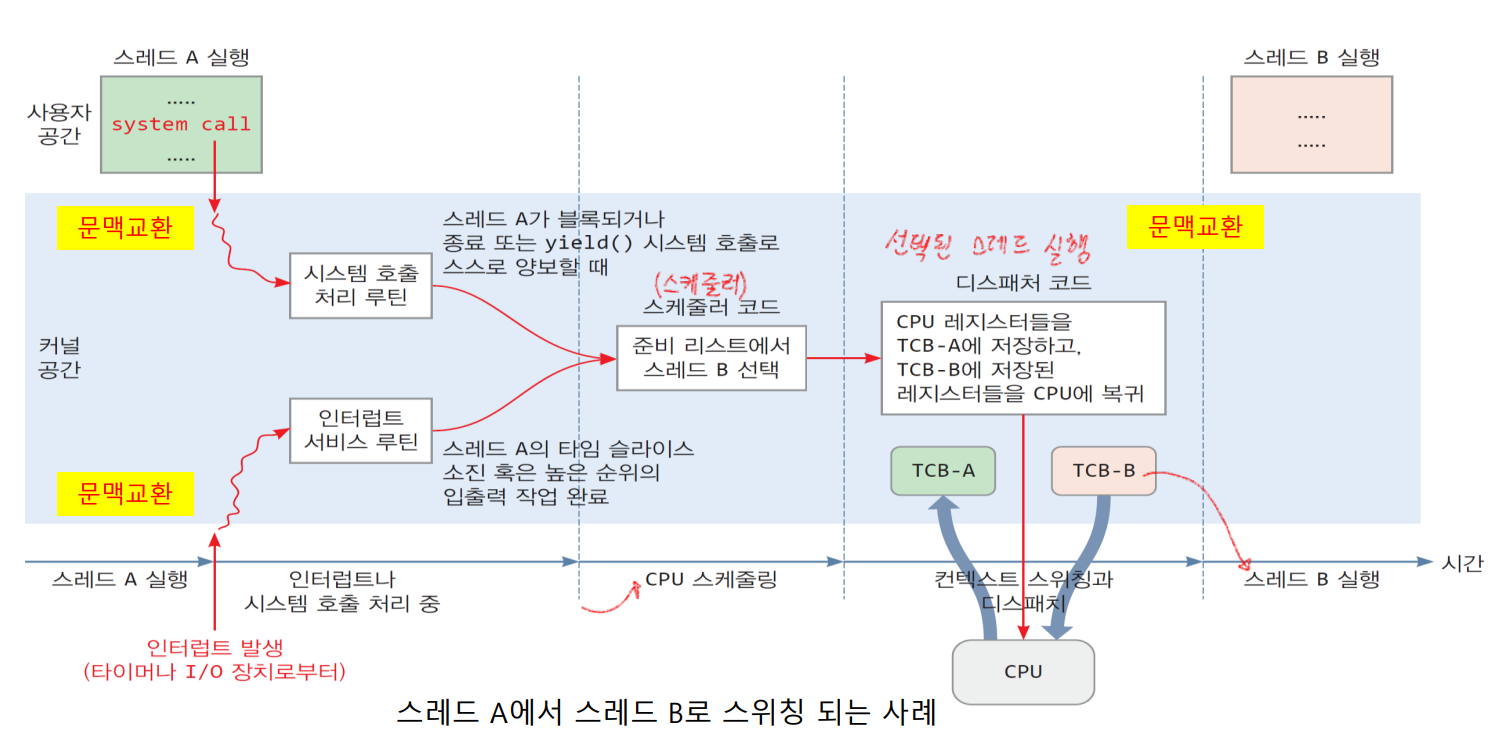 스레드 A 실행
스레드 B 실행
사용자
공간
.....
system call
.....
.....
.....
문맥교환
스레드 A가 블록되거나
종료 또는 yield() 시스템 호출로
스스로 양보할 때
문맥교환
선택된 스레드 실행
시스템 호출
처리 루틴
(스케줄러)
스케줄러 코드
디스패처 코드
준비 리스트에서
스레드 B 선택
CPU 레지스터들을
TCB-A에 저장하고,
TCB-B에 저장된
레지스터들을 CPU에 복귀
커널
공간
인터럽트
서비스 루틴
스레드 A의 타임 슬라이스
소진 혹은 높은 순위의
입출력 작업 완료
TCB-A
TCB-B
문맥교환
시간
스레드 A 실행
인터럽트나
시스템 호출 처리 중
CPU 스케줄링
컨텍스트 스위칭과
디스패치
스레드 B 실행
인터럽트 발생
(타이머나 I/O 장치로부터)
CPU
스레드 A에서 스레드 B로 스위칭 되는 사례